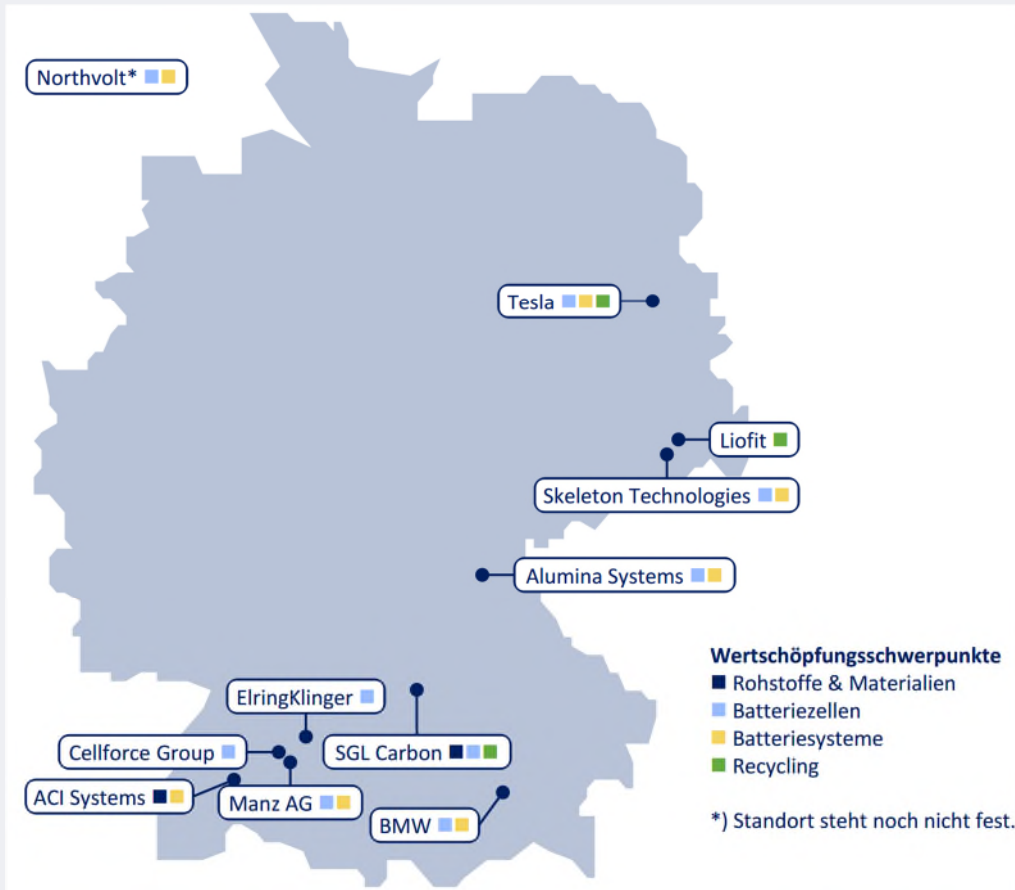 Northvolt*
Tesla
Liofit
Skeleton Technologies
Alumina Systems
ElringKlinger
Cellforce Group
SGL Carbon
ACI Systems
Manz AG
BMW
Wertschöpfungsschwerpunkte
Rohstoffe & Materialien
Batteriezellen
Batteriesysteme
Recycling
*) Standort steht noch nicht fest.